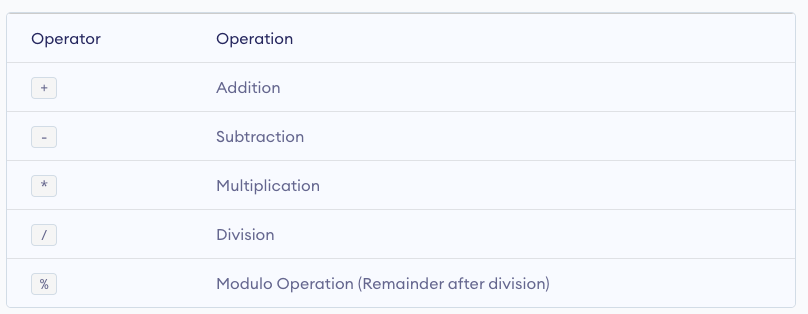 Operator Operation
+ Addition
- Subtraction
* Multiplication
/ Division
% Modulo Operation (Remainder after division)